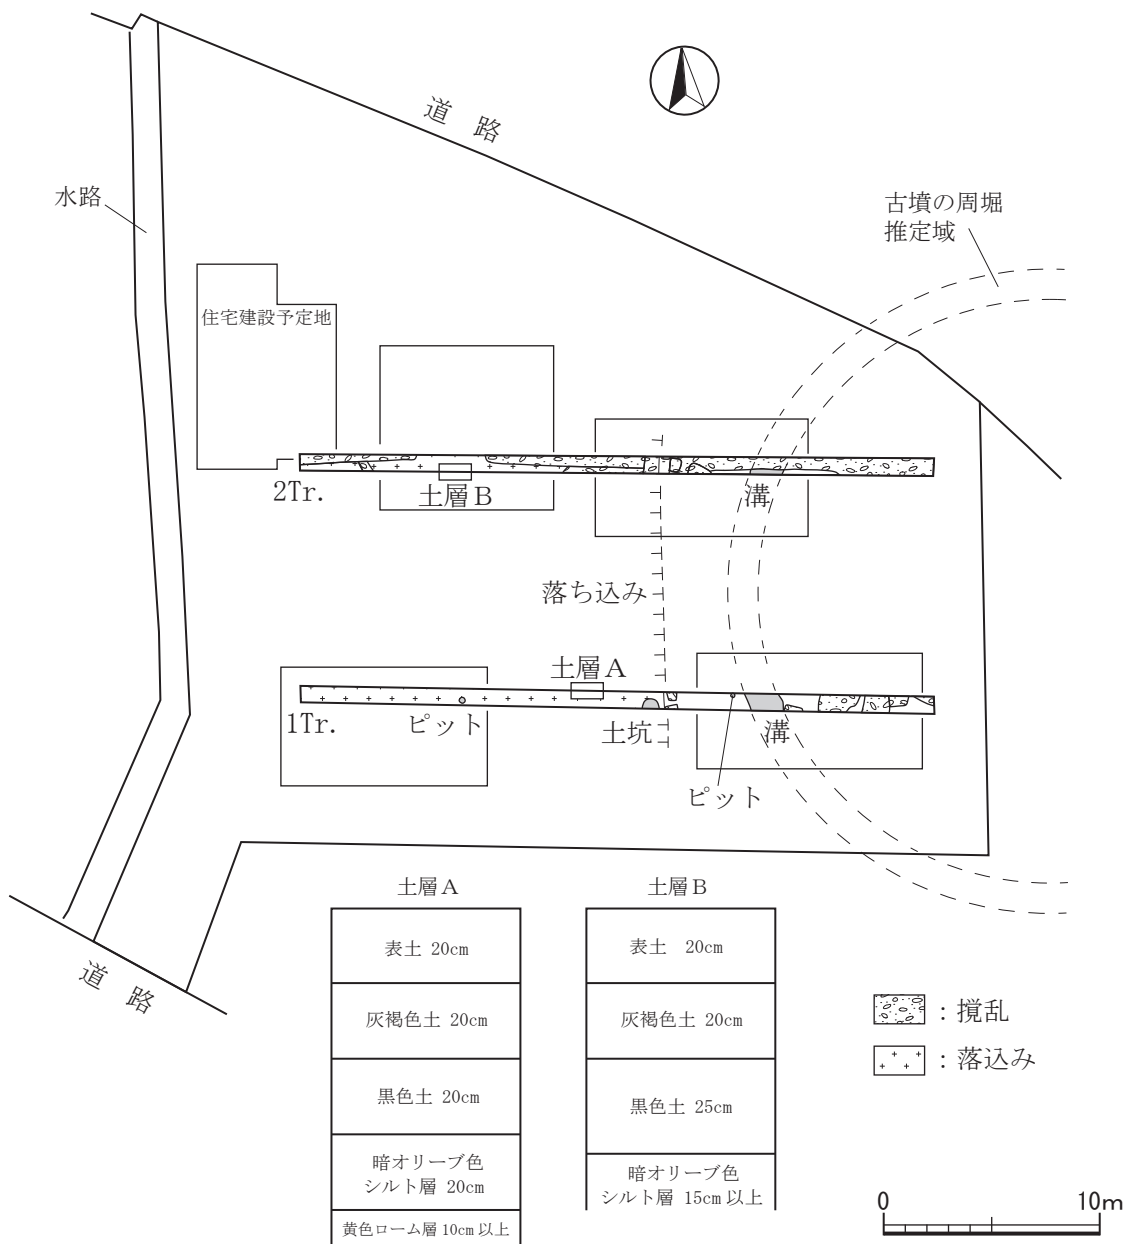 道路
水路
古墳の周堀
推定域
住宅建設予定地
2Tr.
土層B
溝
落ち込み
土層A
1Tr.
ピット
土坑
溝
ピット
道路
土層A
表土 20cm
灰褐色土 20cm
黒色土 20cm
暗オリーブ色
シルト層 20cm
黄色ローム層 10cm 以上
土層B
表土 20cm
灰褐色土 20cm
黒色土 25cm
暗オリーブ色
シルト層 15cm 以上
：撹乱
：落込み
0 10m